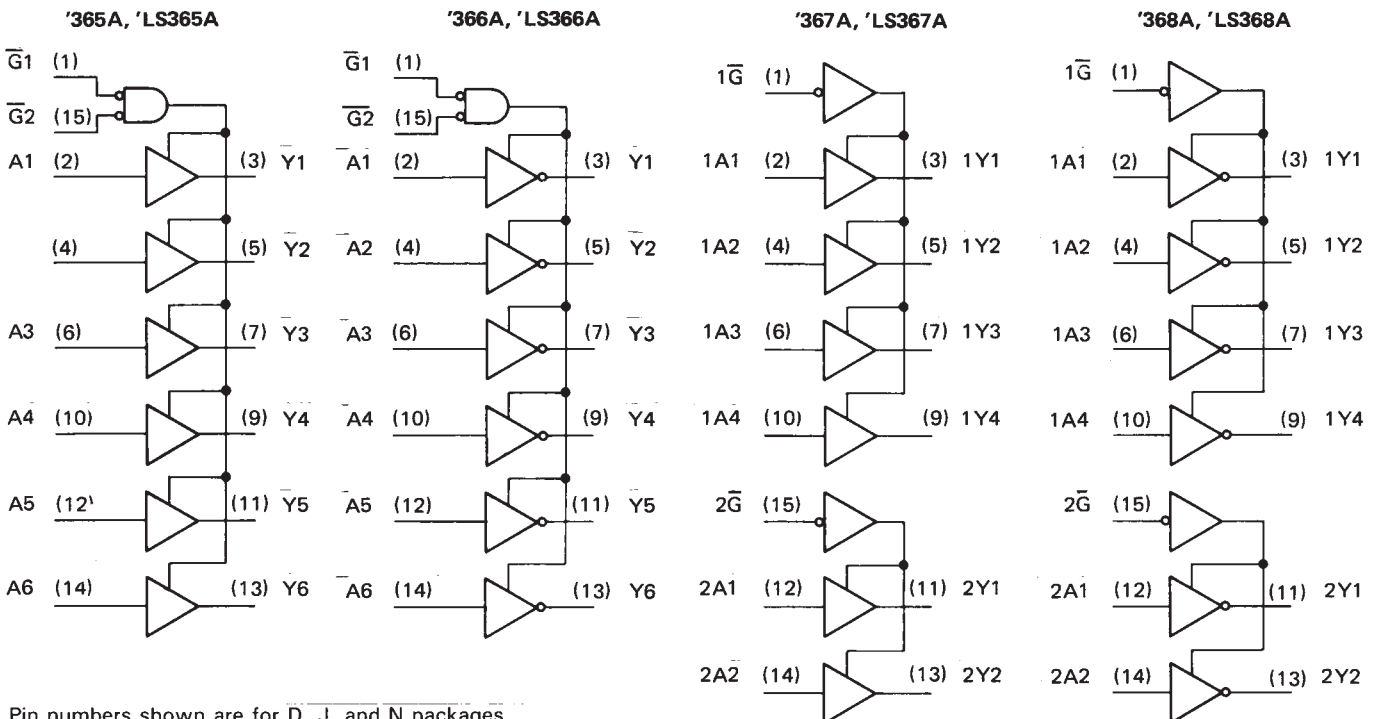 '365A, 'LS365A
G̅1 (1)
G̅2 (15)
A1 (2) (3) Y1
(4) (5) Y2
A3 (6) (7) Y3
A4 (10) (9) Y4
A5 (12) (11) Y5
A6 (14) (13) Y6
'366A, 'LS366A
G̅1 (1)
G̅2 (15)
A1 (2) (3) Y1
A2 (4) (5) Y2
A3 (6) (7) Y3
A4 (10) (9) Y4
A5 (12) (11) Y5
A6 (14) (13) Y6
'367A, 'LS367A
1G̅ (1)
1A1 (2) (3) 1Y1
1A2 (4) (5) 1Y2
1A3 (6) (7) 1Y3
1A4 (10) (9) 1Y4
2G̅ (15)
2A1 (12) (11) 2Y1
2A2 (14) (13) 2Y2
'368A, 'LS368A
1G̅ (1)
1A1 (2) (3) 1Y1
1A2 (4) (5) 1Y2
1A3 (6) (7) 1Y3
1A4 (10) (9) 1Y4
2G̅ (15)
2A1 (12) (11) 2Y1
2A2 (14) (13) 2Y2
Pin numbers shown are for D, J, and N packages